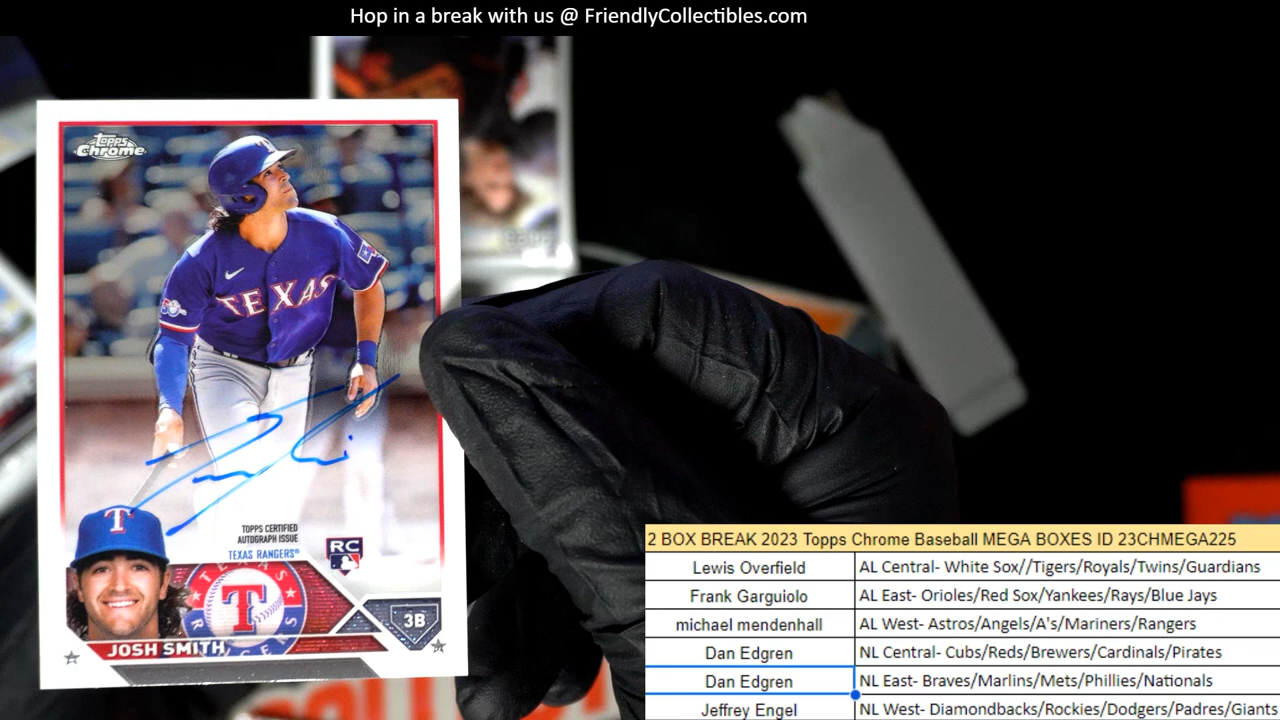 Hop in a break with us @ FriendlyCollectibles.com
Topps
Chrome
TEXAS
TOPPS CERTIFIED
AUTOGRAPH ISSUE
TEXAS RANGERS®
RC
T
TEXAS
T
3B
JOSH SMITH
2 BOX BREAK 2023 Topps Chrome Baseball MEGA BOXES ID 23CHMEGA225
Lewis Overfield AL Central- White Sox//Tigers/Royals/Twins/Guardians
Frank Garguiolo AL East- Orioles/Red Sox/Yankees/Rays/Blue Jays
michael mendenhall AL West- Astros/Angels/A's/Mariners/Rangers
Dan Edgren NL Central- Cubs/Reds/Brewers/Cardinals/Pirates
Dan Edgren NL East- Braves/Marlins/Mets/Phillies/Nationals
Jeffrey Engel NL West- Diamondbacks/Rockies/Dodgers/Padres/Giants